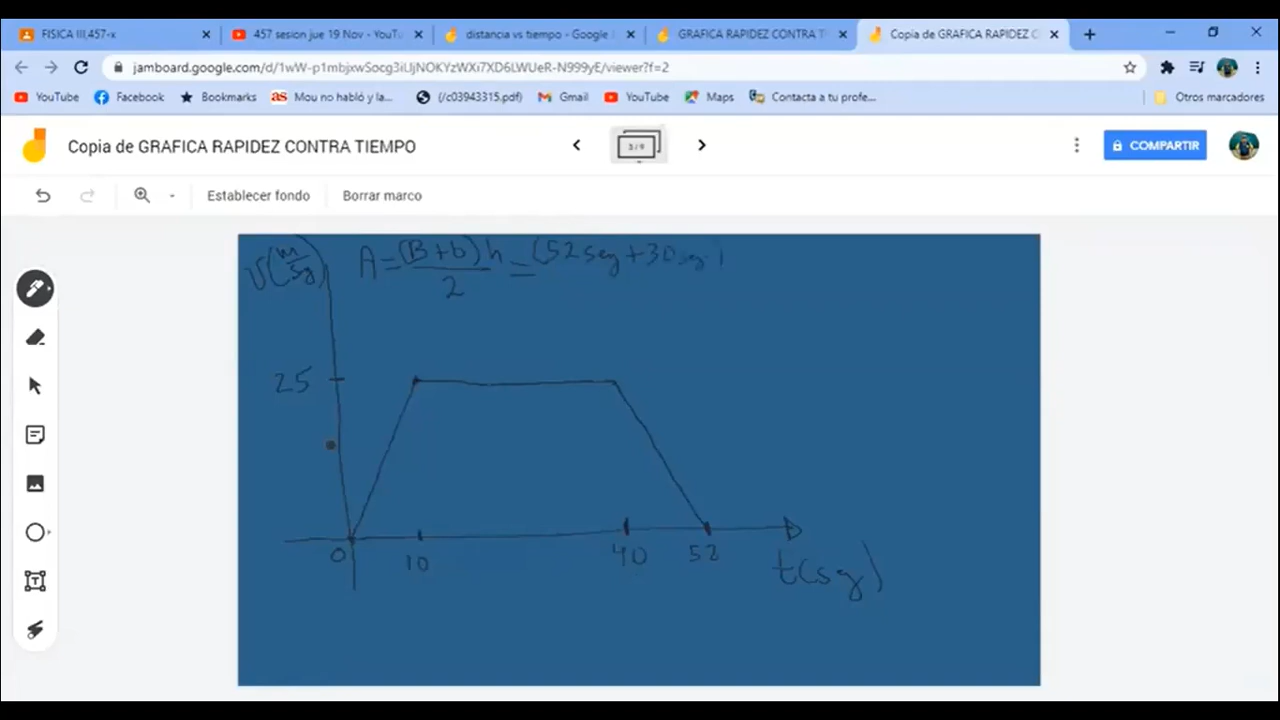 FISICA III,457-x
457 sesion jue 19 Nov - YouTu
distancia vs tiempo - Google
GRAFICA RAPIDEZ CONTRA T
Copia de GRAFICA RAPIDEZ C
jamboard.google.com/d/1wW-p1mbjxwSocg3iUjNOKYzWXi7XD6LWUeR-N999yE/viewer?f=2
YouTube
Facebook
Bookmarks
as Mou no habló y la...
(/c03943315.pdf)
Gmail
YouTube
Maps
Contacta a tu profe...
Otros marcadores
Copia de GRAFICA RAPIDEZ CONTRA TIEMPO
3 / 9
COMPARTIR
Establecer fondo
Borrar marco
V(m/sg) A = (B+b)h/2 = (52seg+30sg
25
0 10 40 52
t(sg)